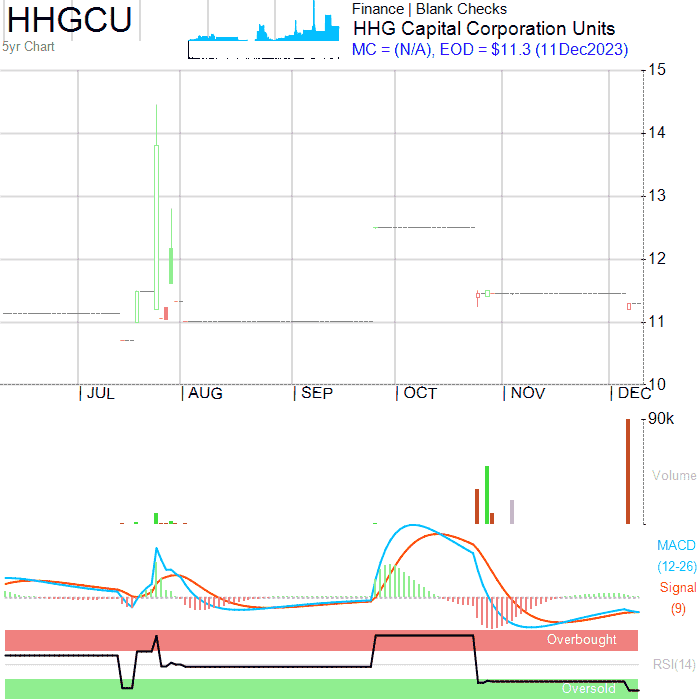 HHGCU
5yr Chart
Finance | Blank Checks
HHG Capital Corporation Units
MC = (N/A), EOD = $11.3 (11Dec2023)
15
14
13
12
11
10
JUL
AUG
SEP
OCT
NOV
DEC
90k
Volume
MACD
(12-26)
Signal
(9)
Overbought
RSI(14)
Oversold